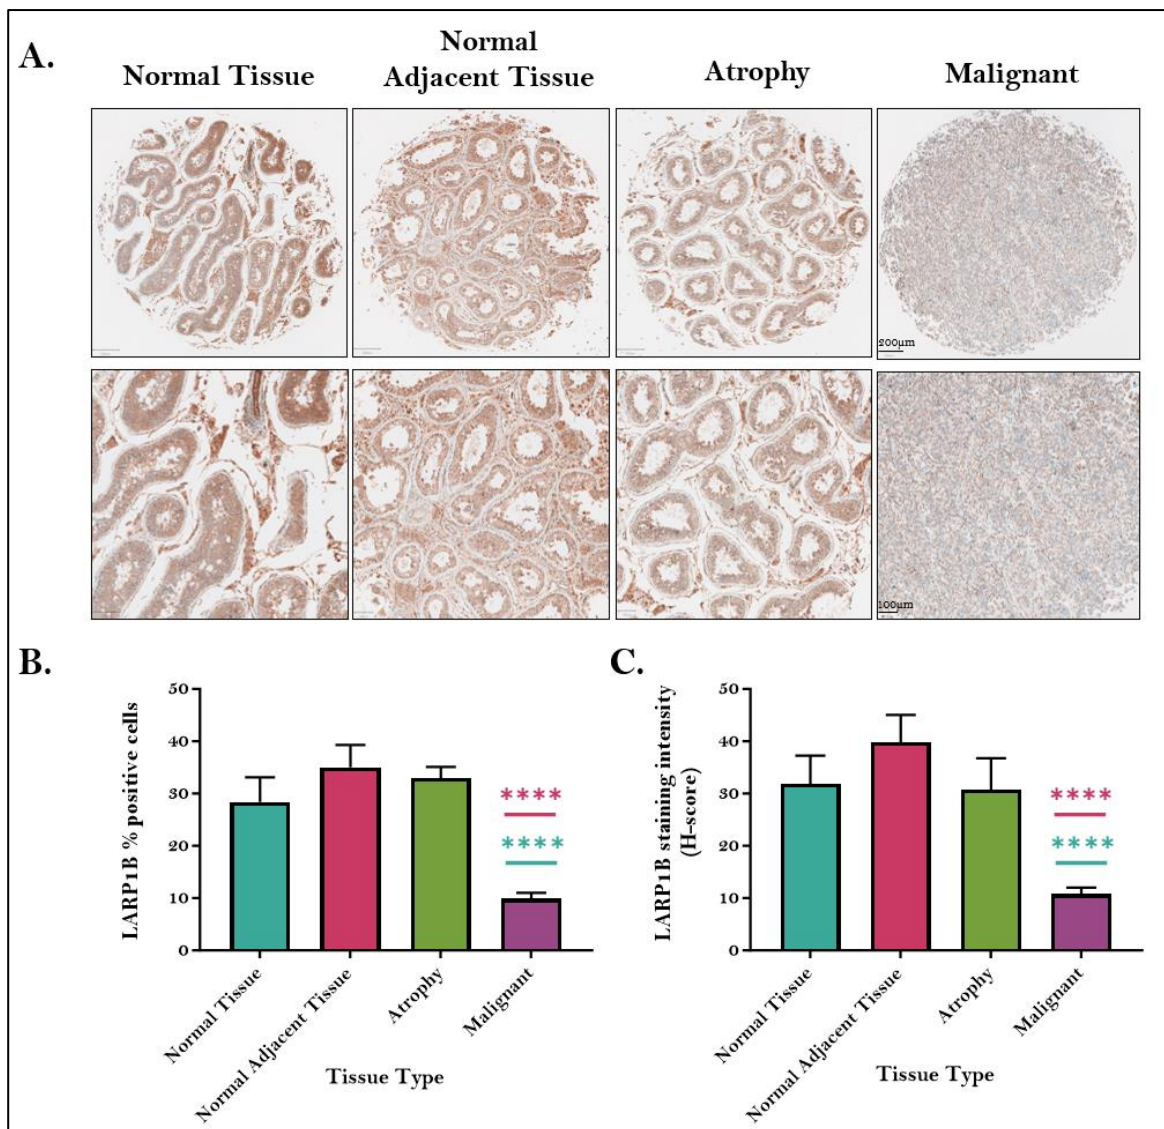 A.
Normal Tissue
Normal
Adjacent Tissue
Atrophy
Malignant
200μm
100μm
B.
LARP1B % positive cells
50
40
30
20
10
0
****
****
Normal Tissue
Normal Adjacent Tissue
Atrophy
Malignant
Tissue Type
C.
LARP1B staining intensity
(H-score)
50
40
30
20
10
0
****
****
Normal Tissue
Normal Adjacent Tissue
Atrophy
Malignant
Tissue Type